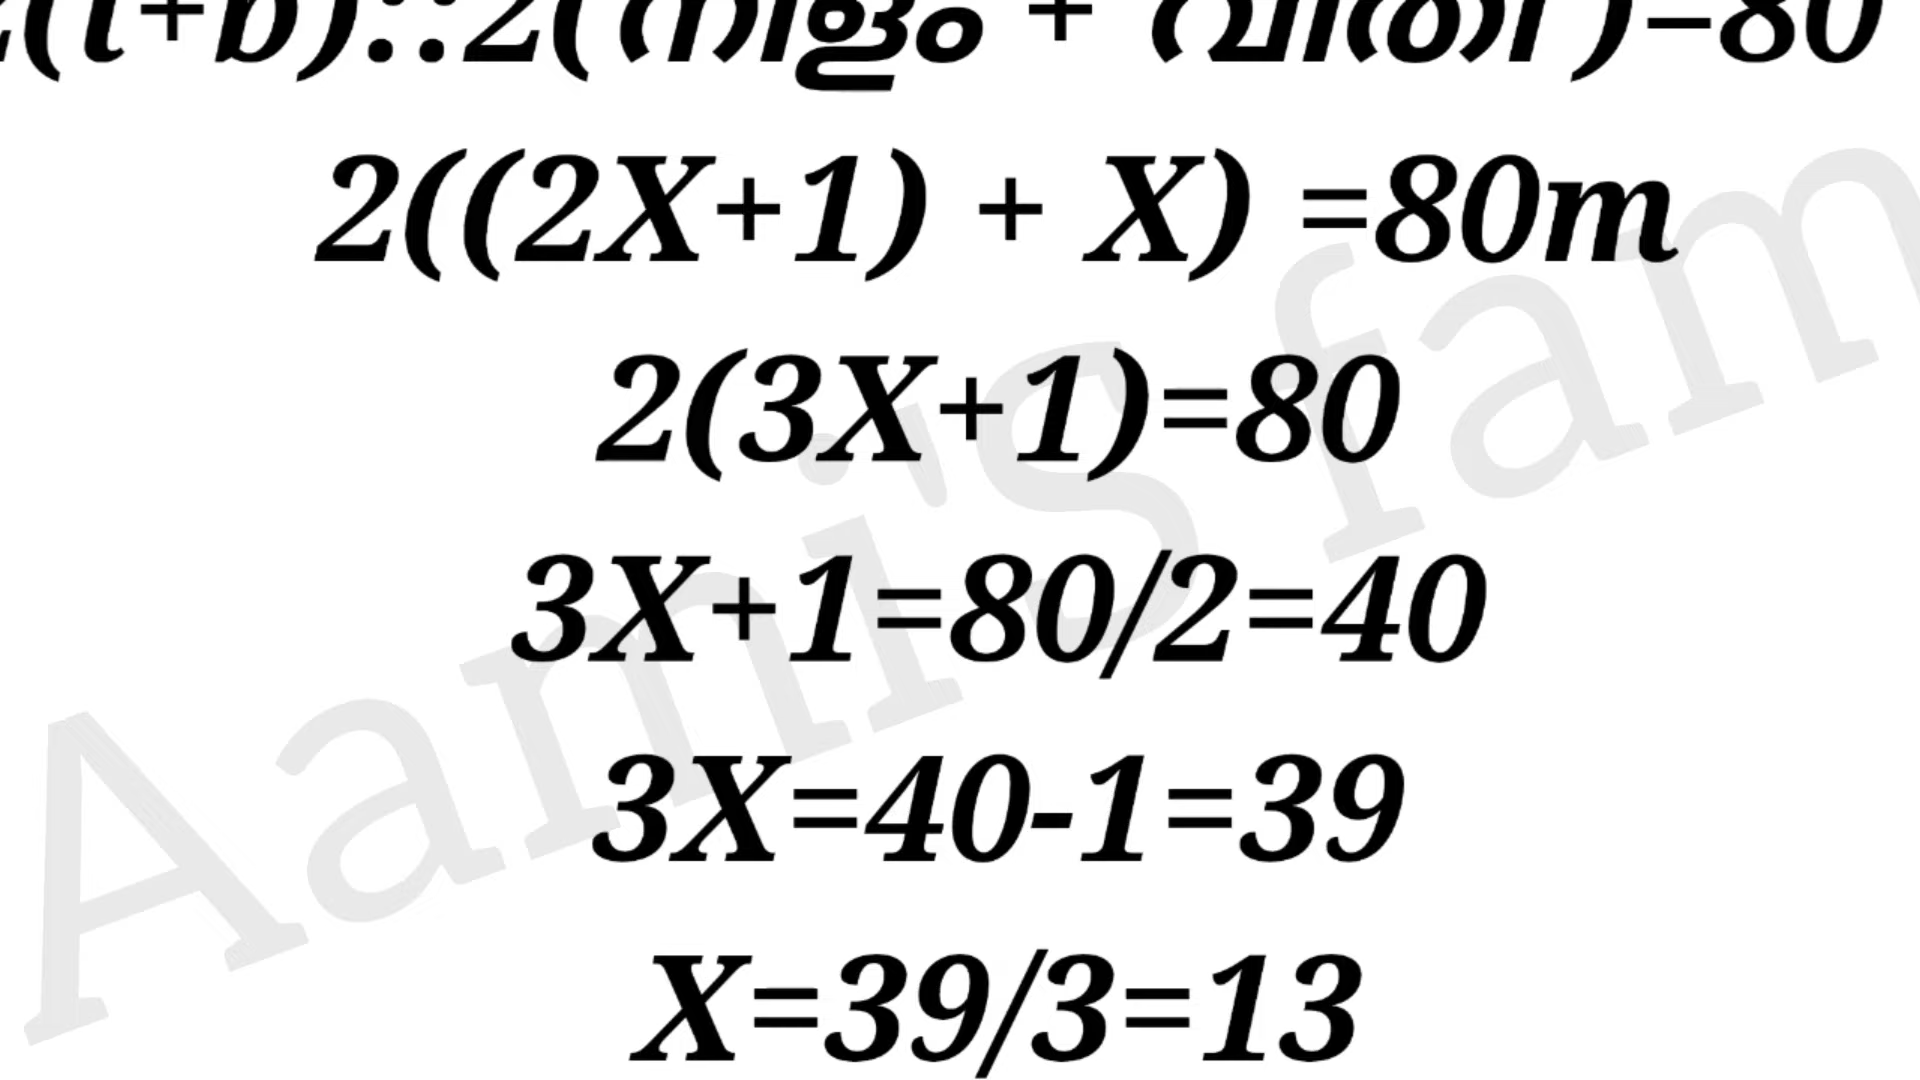 2(l+b)::2(നീളം + വീതി)=80
2((2X+1) + X) =80m
2(3X+1)=80
3X+1=80/2=40
3X=40-1=39
X=39/3=13
Aami'S fam